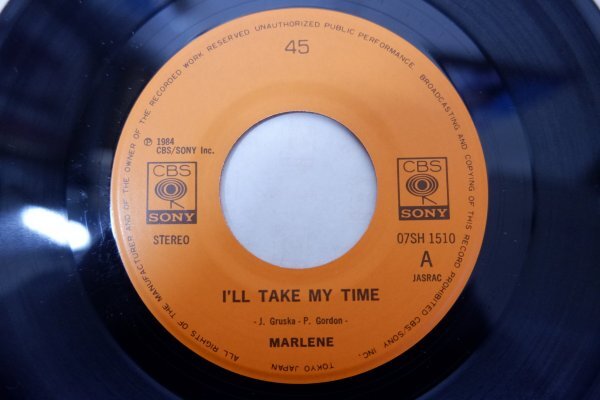 45
ALL RIGHTS OF THE MANUFACTURER AND OF THE OWNER OF THE RECORDED WORK RESERVED UNAUTHORIZED PUBLIC PERFORMANCE. BROADCASTING AND COPYING OF THIS RECORD PROHIBITED CBS/SONY INC.
℗ 1984
CBS/SONY Inc.
CBS
SONY
CBS
SONY
STEREO
07SH 1510
A
JASRAC
I'LL TAKE MY TIME
- J. Gruska - P. Gordon -
MARLENE
TOKYO JAPAN